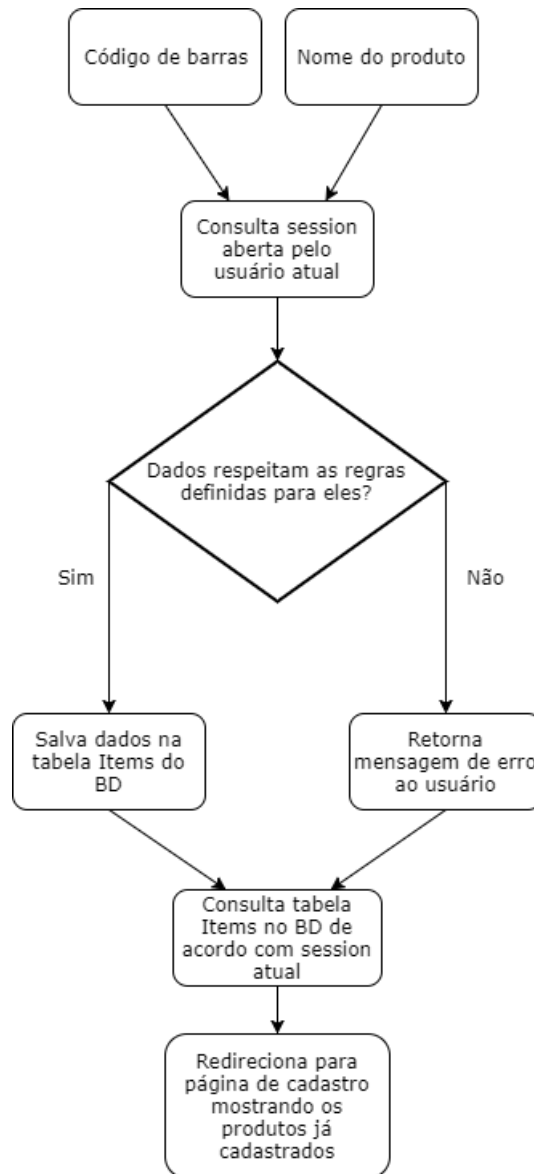 Código de barras
Nome do produto
Consulta session
aberta pelo
usuário atual
Dados respeitam as regras
definidas para eles?
Sim
Não
Salva dados na
tabela Items do
BD
Retorna
mensagem de erro
ao usuário
Consulta tabela
Items no BD de
acordo com session
atual
Redireciona para
página de cadastro
mostrando os
produtos já
cadastrados